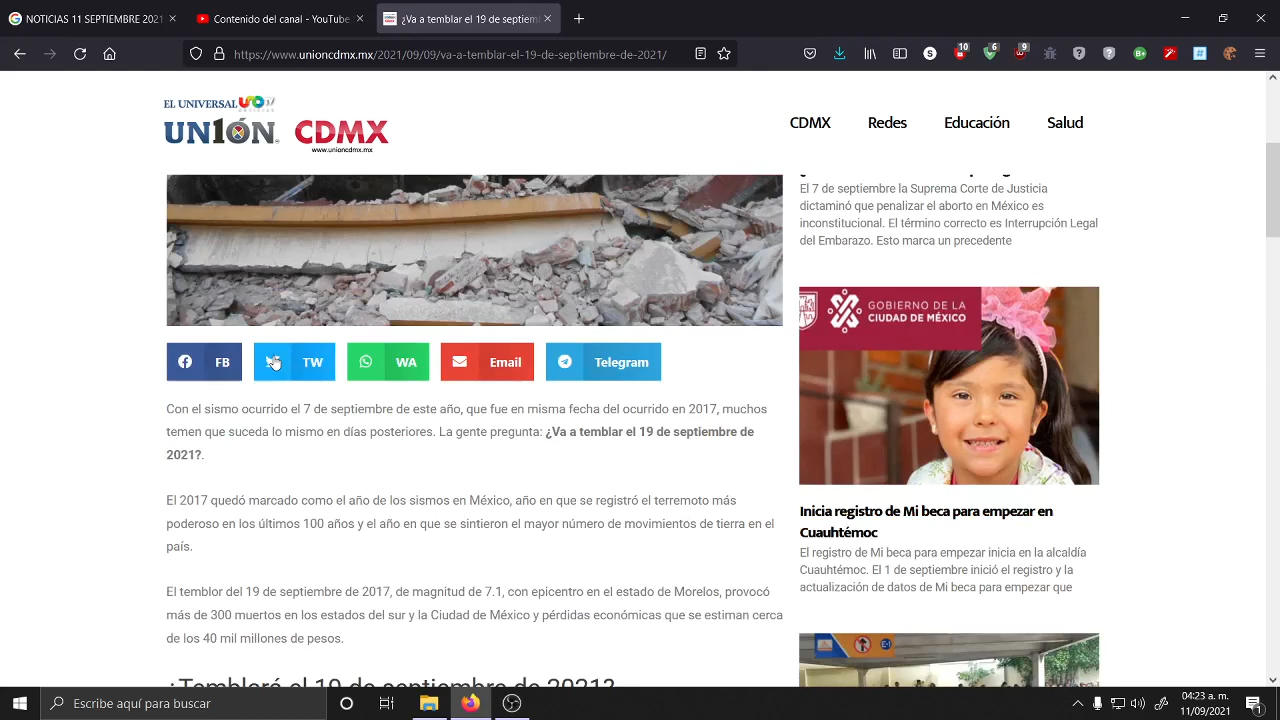 NOTICIAS 11 SEPTIEMBRE 2021
Contenido del canal - YouTube
¿Va a temblar el 19 de septiem
https://www.unioncdmx.mx/2021/09/09/va-a-temblar-el-19-de-septiembre-de-2021/
10
6
9
EL UNIVERSAL
UN1ÓN CDMX
www.unioncdmx.mx
CDMX
Redes
Educación
Salud
FB
TW
WA
Email
Telegram
Con el sismo ocurrido el 7 de septiembre de este año, que fue en misma fecha del ocurrido en 2017, muchos
temen que suceda lo mismo en días posteriores. La gente pregunta: ¿Va a temblar el 19 de septiembre de
2021?.
El 2017 quedó marcado como el año de los sismos en México, año en que se registró el terremoto más
poderoso en los últimos 100 años y el año en que se sintieron el mayor número de movimientos de tierra en el
país.
El temblor del 19 de septiembre de 2017, de magnitud de 7.1, con epicentro en el estado de Morelos, provocó
más de 300 muertos en los estados del sur y la Ciudad de México y pérdidas económicas que se estiman cerca
de los 40 mil millones de pesos.
¿Temblará el 19 de septiembre de 2021?
El 7 de septiembre la Suprema Corte de Justicia
dictaminó que penalizar el aborto en México es
inconstitucional. El término correcto es Interrupción Legal
del Embarazo. Esto marca un precedente
GOBIERNO DE LA
CIUDAD DE MÉXICO
Inicia registro de Mi beca para empezar en
Cuauhtémoc
El registro de Mi beca para empezar inicia en la alcaldía
Cuauhtémoc. El 1 de septiembre inició el registro y la
actualización de datos de Mi beca para empezar que
Escribe aquí para buscar
04:23 a. m.
11/09/2021